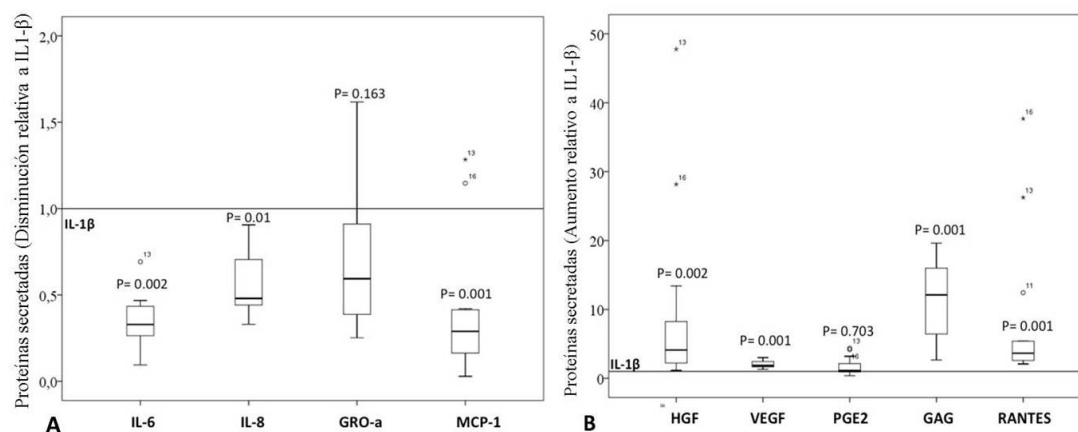 Proteínas secretadas (Disminución relativa a IL1-β)
2,0
1,5
1,0
0,5
0,0
IL-1β
P= 0.163
13
16
P= 0.01
13
P= 0.002
P= 0.001
A
IL-6
IL-8
GRO-a
MCP-1
Proteínas secretadas (Aumento relativo a IL1-β)
50
40
30
20
10
0
IL-1β
13
16
16
13
P= 0.001
11
P= 0.002
P= 0.001
P= 0.703
13
16
P= 0.001
B
HGF
VEGF
PGE2
GAG
RANTES